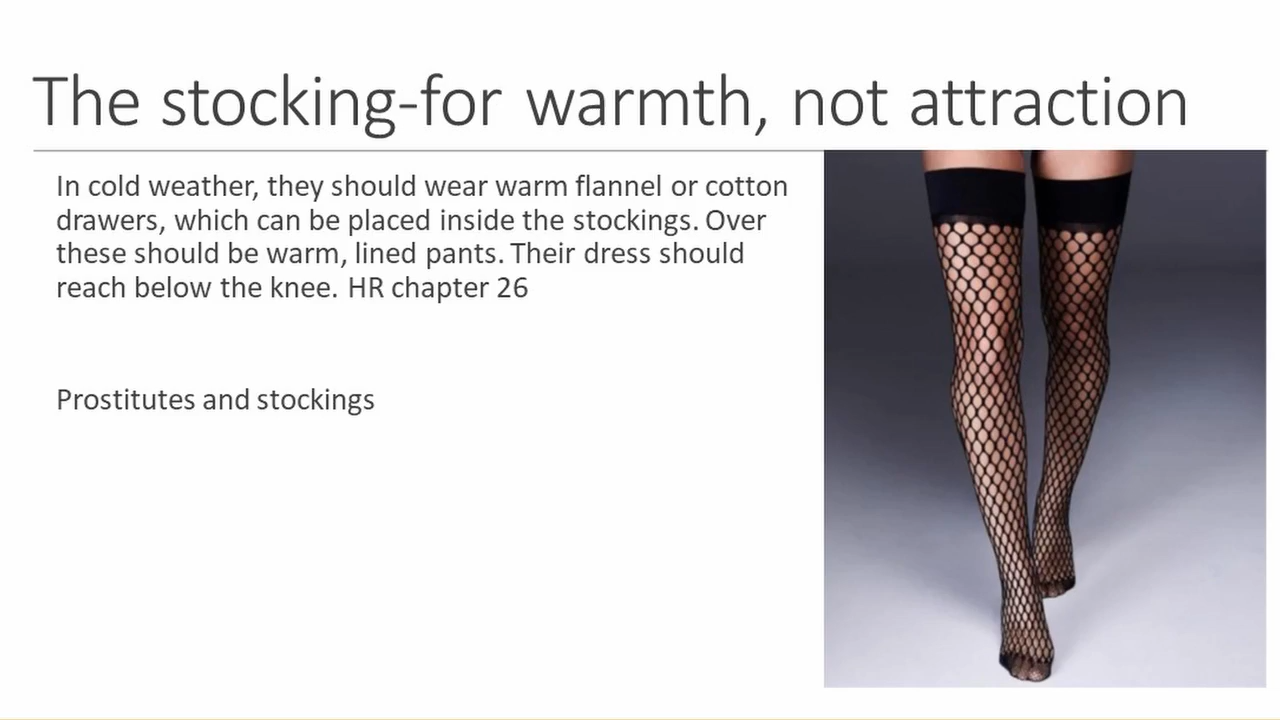 The stocking-for warmth, not attraction
In cold weather, they should wear warm flannel or cotton
drawers, which can be placed inside the stockings. Over
these should be warm, lined pants. Their dress should
reach below the knee. HR chapter 26
Prostitutes and stockings